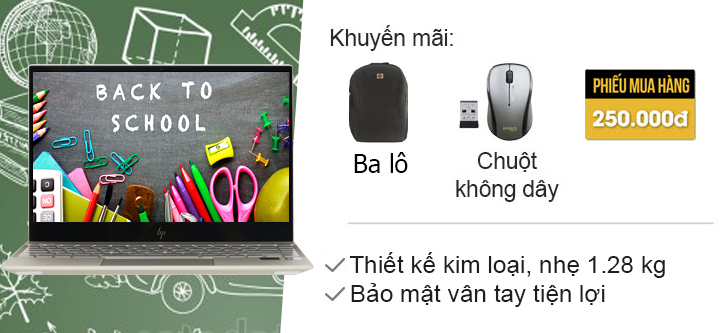 BACK TO
SCHOOL
hp
Khuyến mãi:
Ba lô
Chuột
không dây
PHIẾU MUA HÀNG
250.000đ
Thiết kế kim loại, nhẹ 1.28 kg
Bảo mật vân tay tiện lợi